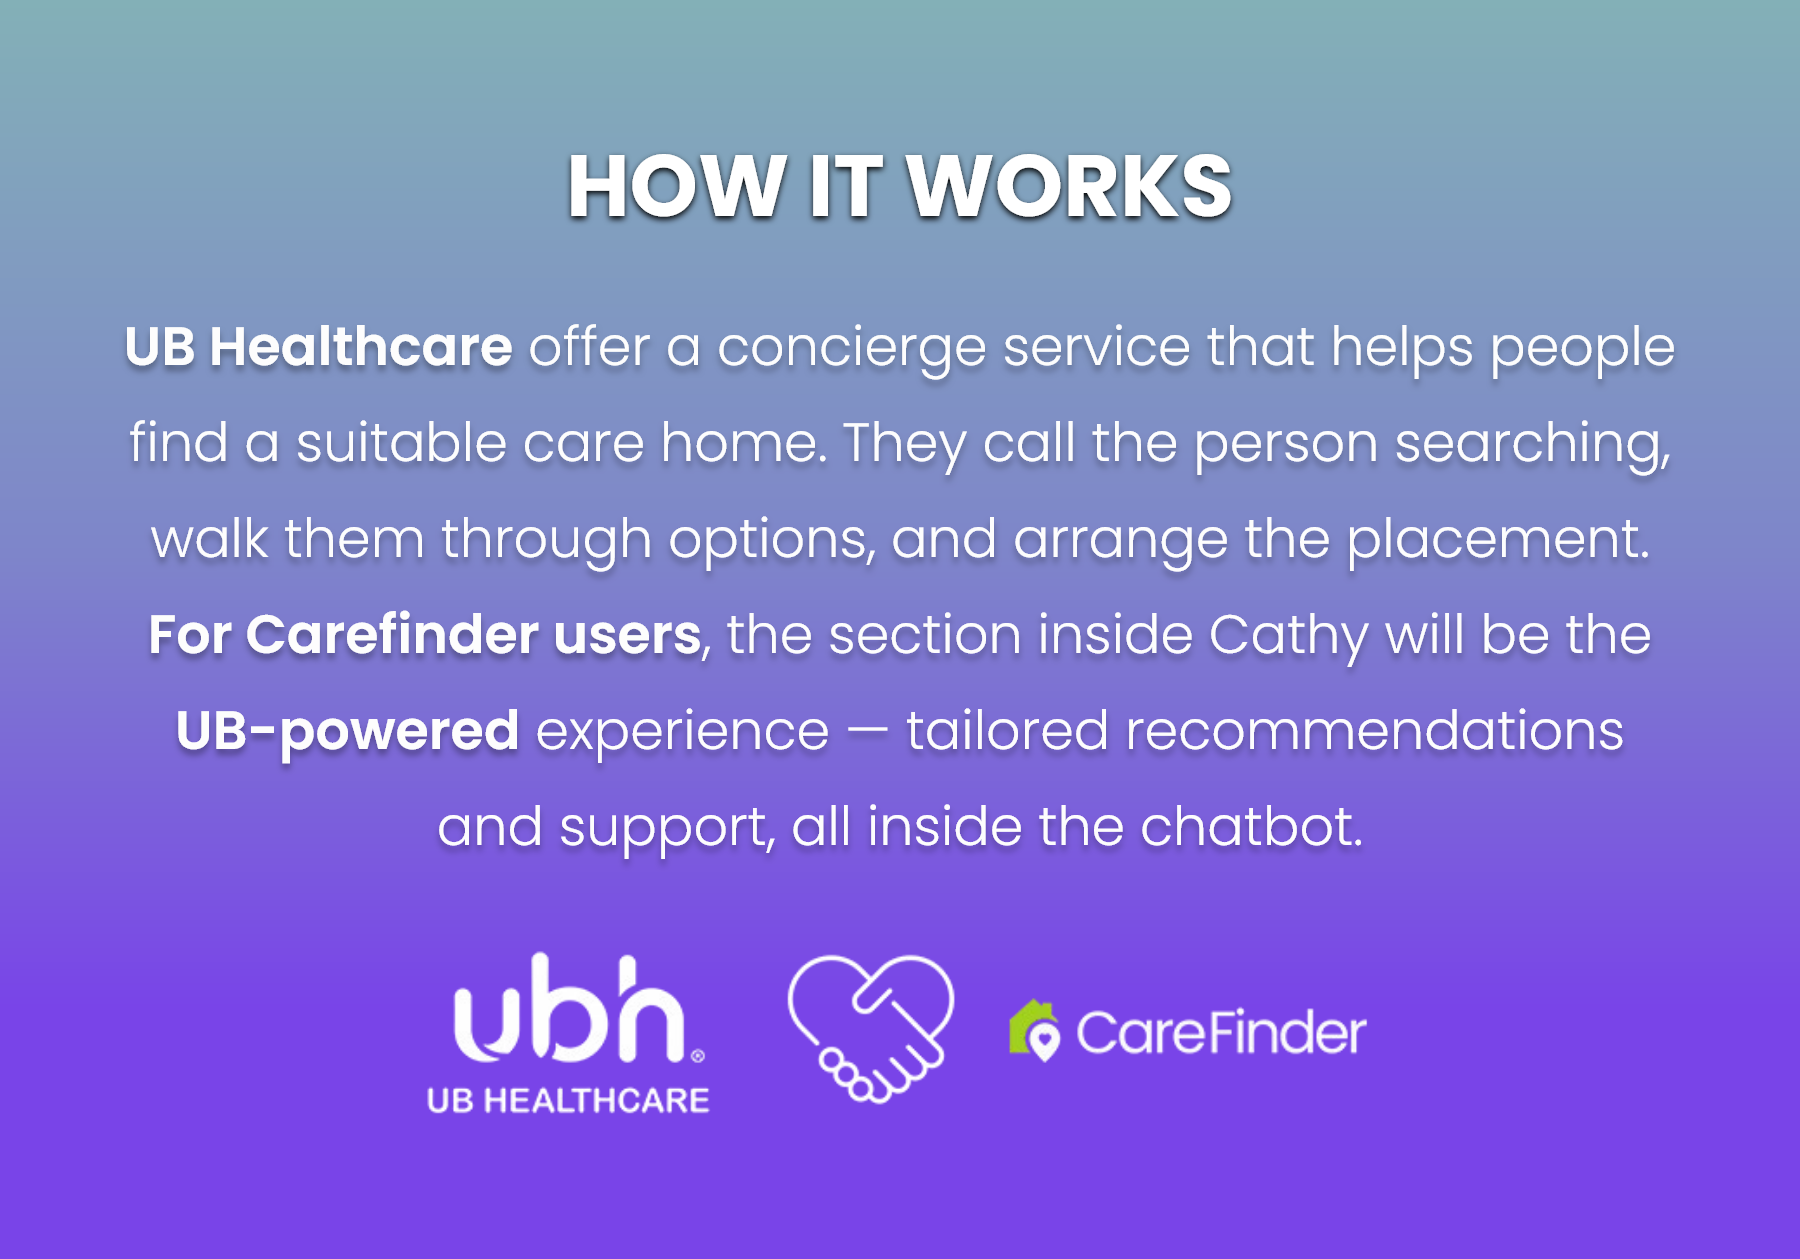 HOW IT WORKS
UB Healthcare offer a concierge service that helps people
find a suitable care home. They call the person searching,
walk them through options, and arrange the placement.
For Carefinder users, the section inside Cathy will be the
UB-powered experience — tailored recommendations
and support, all inside the chatbot.
ubh®
UB HEALTHCARE
CareFinder